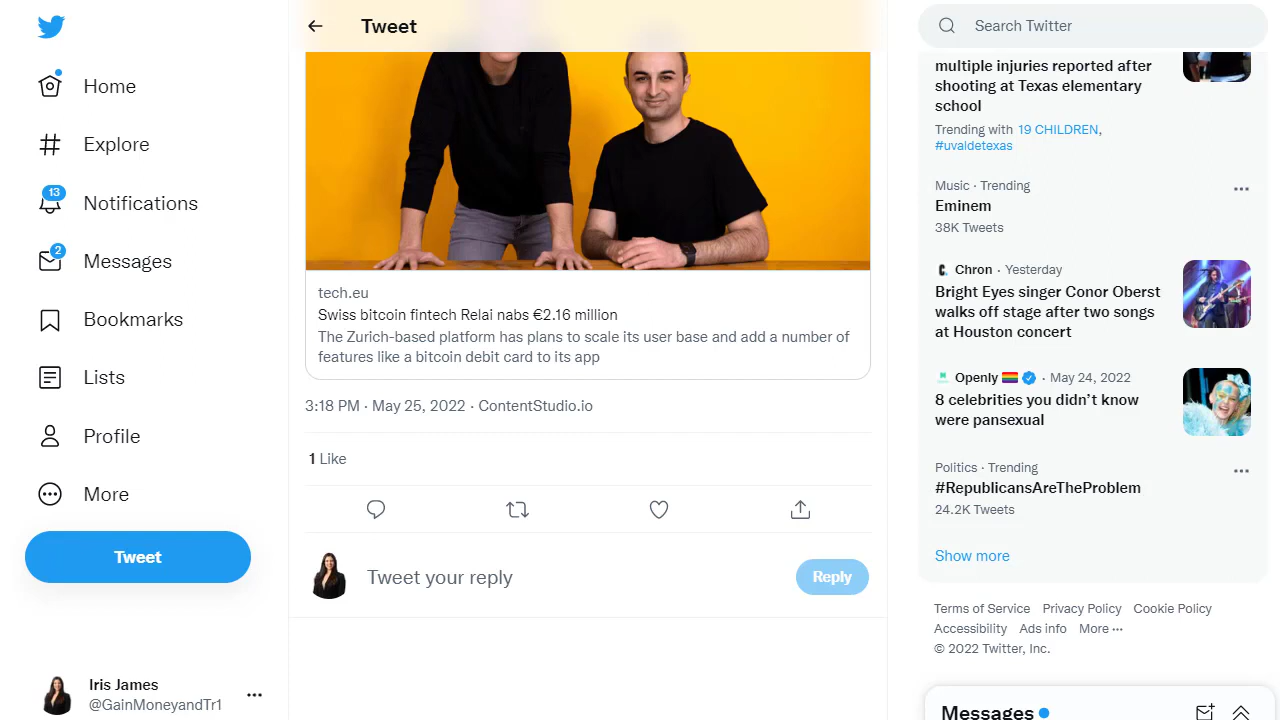 Home
Explore
13
Notifications
2
Messages
Bookmarks
Lists
Profile
More
Tweet
Iris James
@GainMoneyandTr1
Tweet
tech.eu
Swiss bitcoin fintech Relai nabs €2.16 million
The Zurich-based platform has plans to scale its user base and add a number of
features like a bitcoin debit card to its app
3:18 PM · May 25, 2022 · ContentStudio.io
1 Like
Tweet your reply
Reply
Search Twitter
multiple injuries reported after
shooting at Texas elementary
school
Trending with 19 CHILDREN,
#uvaldetexas
Music · Trending
Eminem
38K Tweets
Chron · Yesterday
Bright Eyes singer Conor Oberst
walks off stage after two songs
at Houston concert
Openly · May 24, 2022
8 celebrities you didn’t know
were pansexual
Politics · Trending
#RepublicansAreTheProblem
24.2K Tweets
Show more
Terms of Service Privacy Policy Cookie Policy
Accessibility Ads info More
© 2022 Twitter, Inc.
Messages